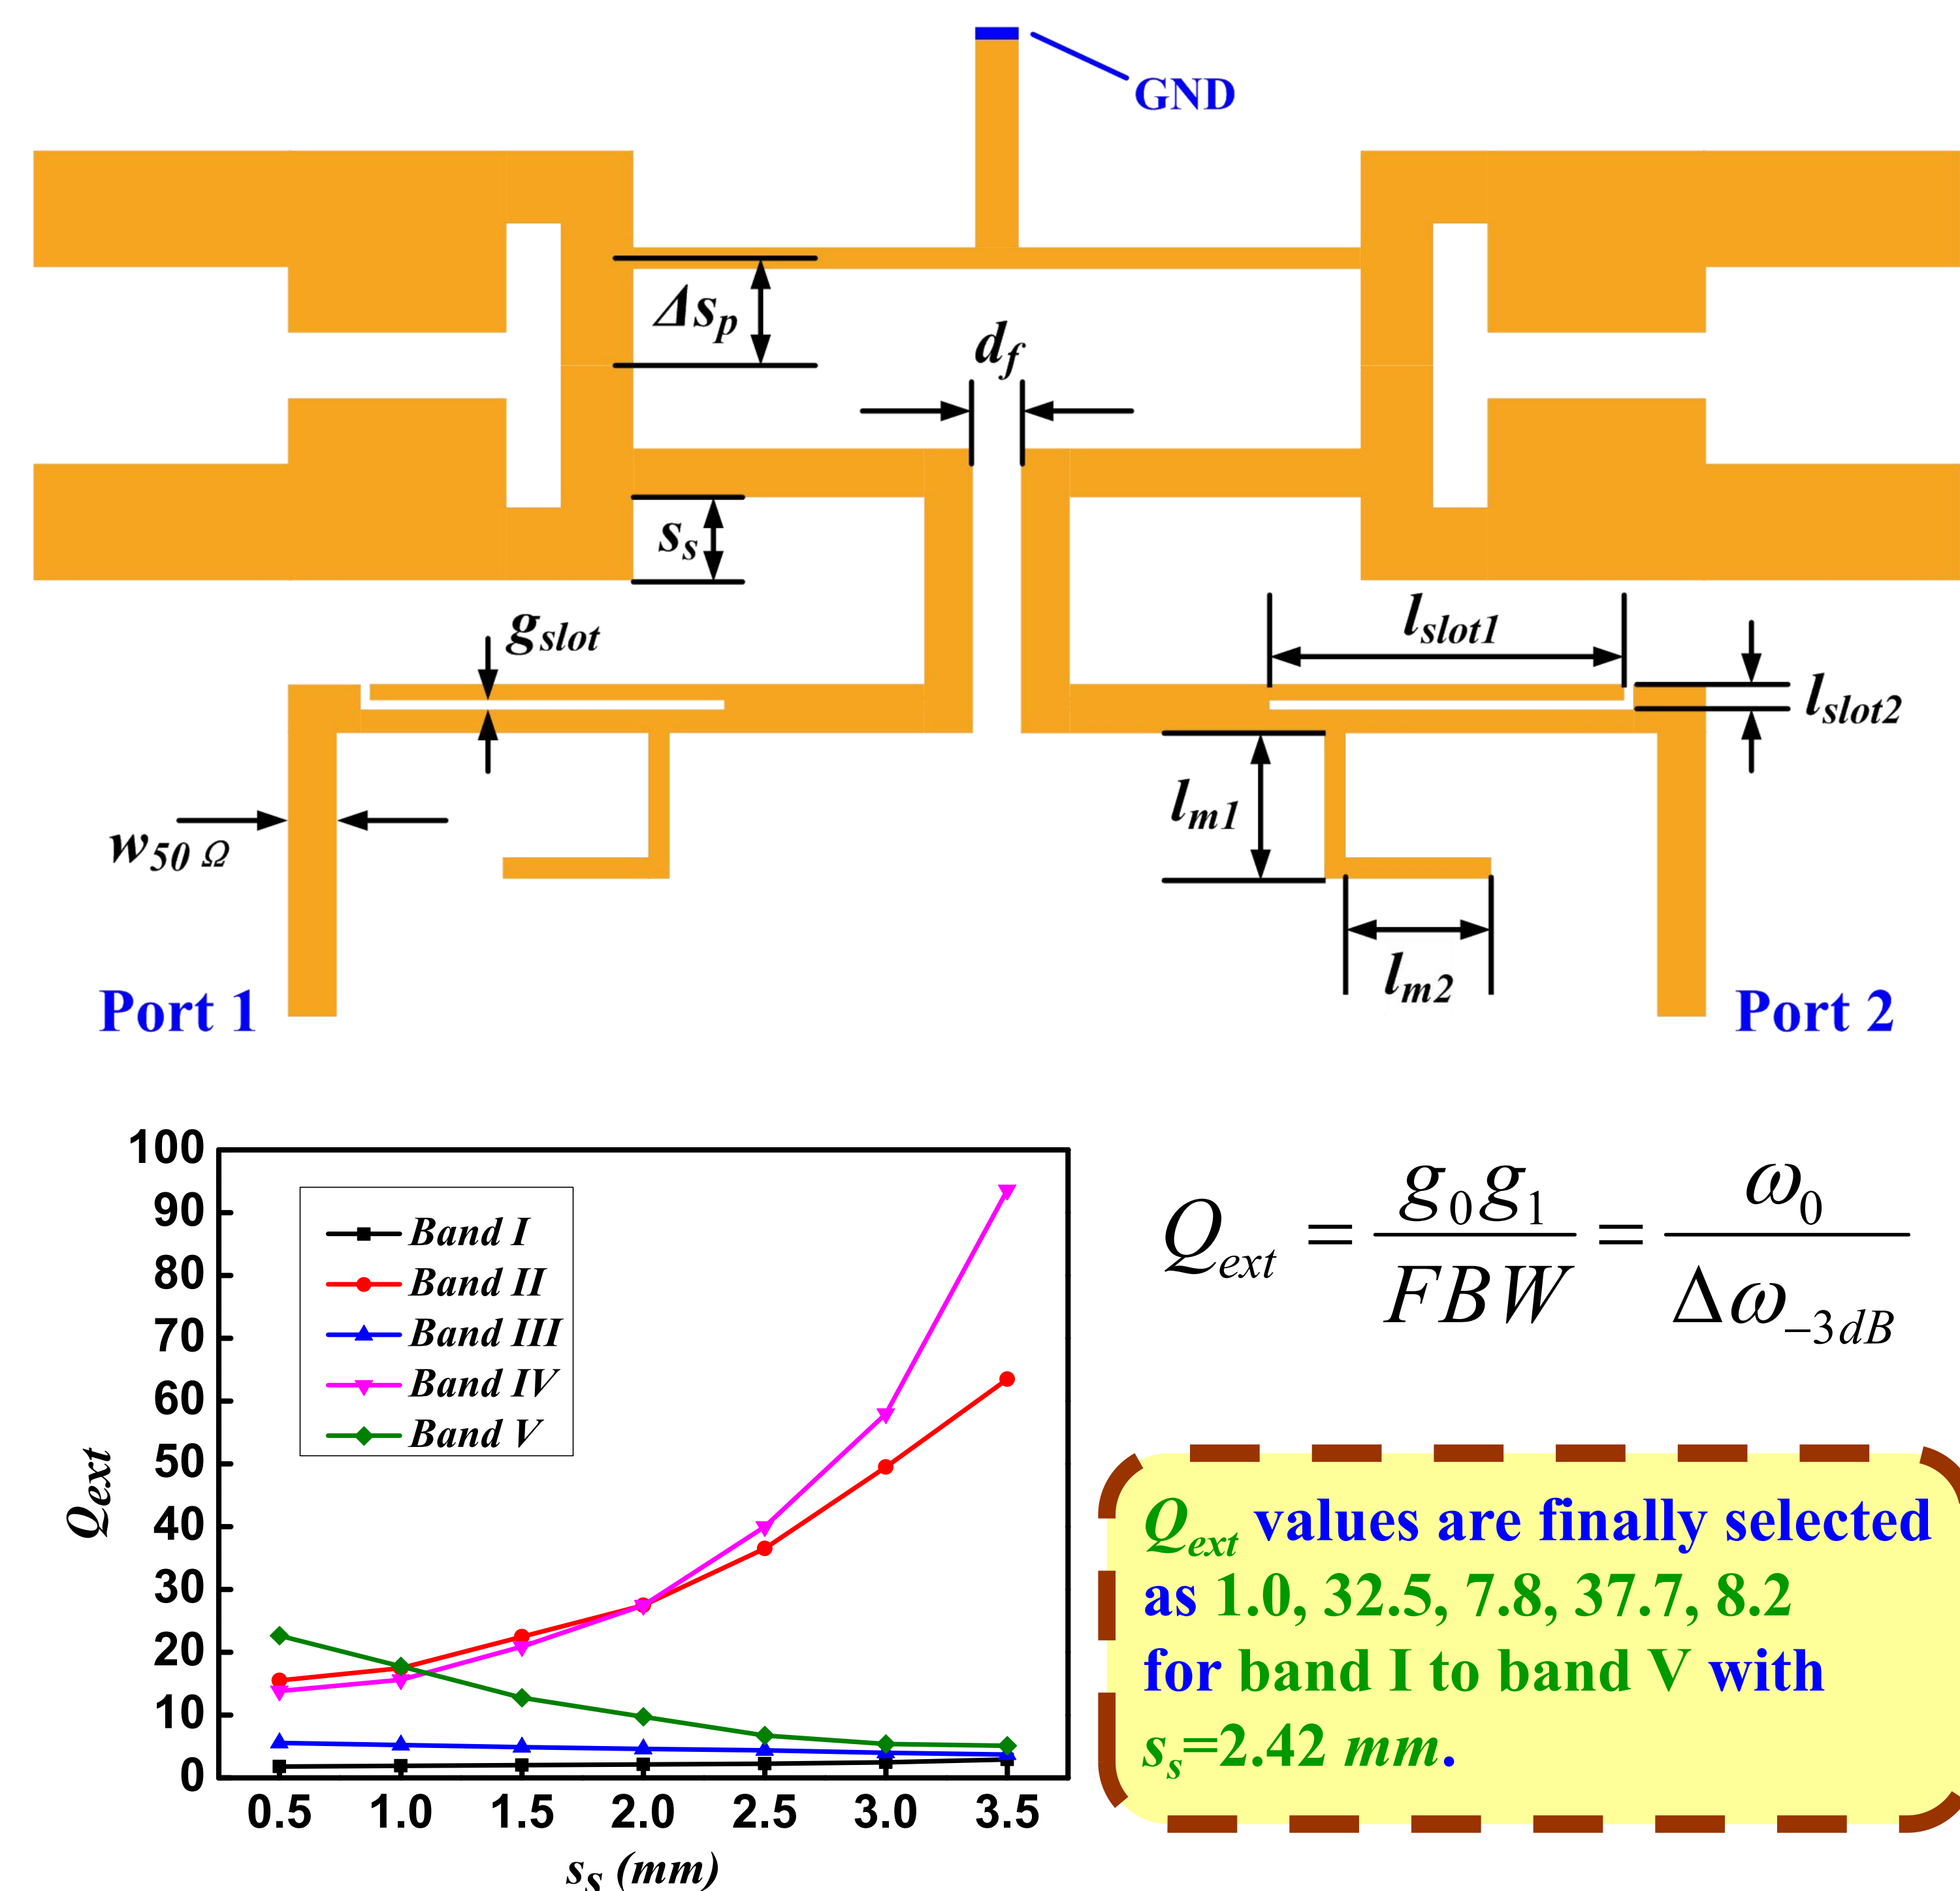 GND
Δsp
df
ss
gslot
lslot1
lslot2
lm1
w50 Ω
lm2
Port 1
Port 2
100
90
80
70
60
50
40
30
20
10
0
Band I
Band II
Band III
Band IV
Band V
Qext
0.5 1.0 1.5 2.0 2.5 3.0 3.5
sS (mm)
Qext = g0g1 / FBW = ω0 / Δω−3dB
Qext values are finally selected
as 1.0, 32.5, 7.8, 37.7, 8.2
for band I to band V with
ss=2.42 mm.